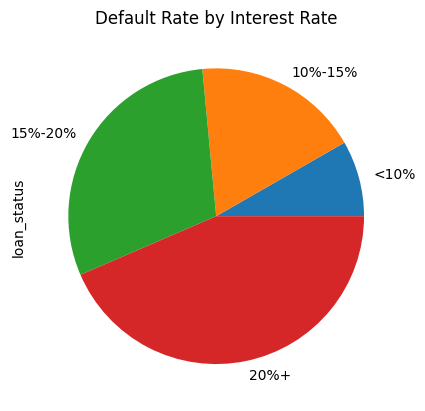 Default Rate by Interest Rate
10%-15%
15%-20%
<10%
loan_status
20%+